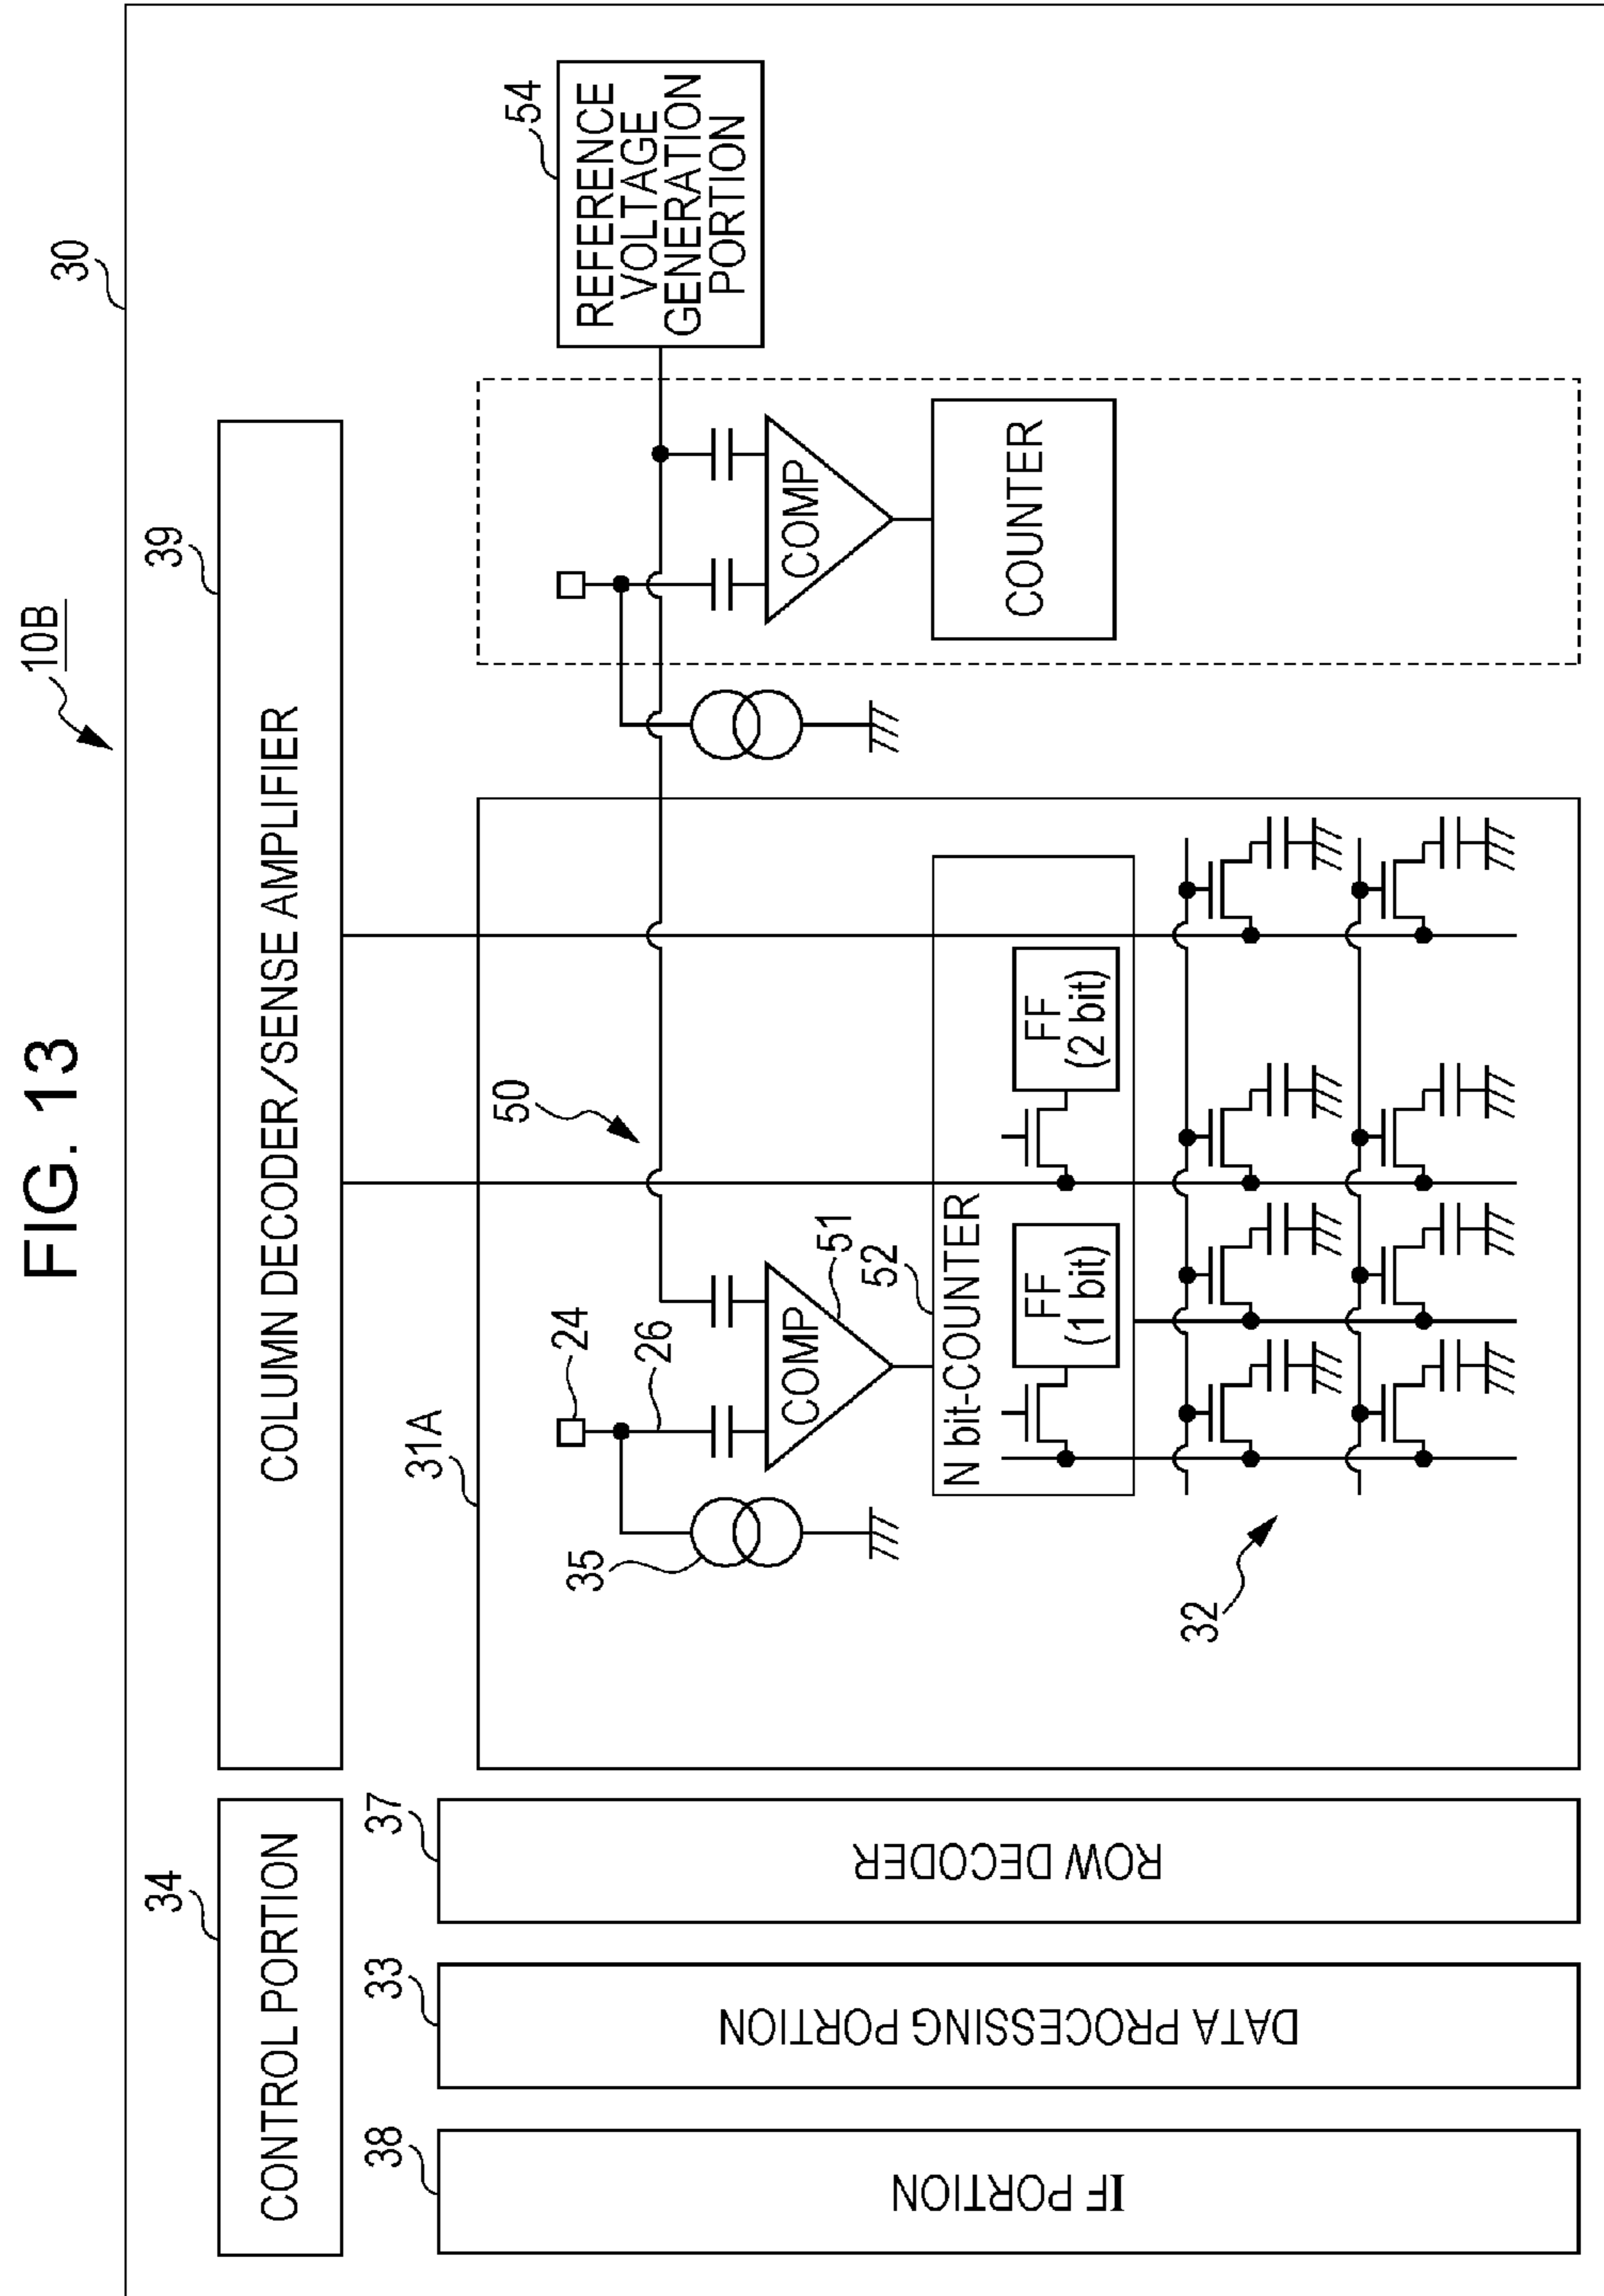 FIG. 13
10B
30
34
CONTROL PORTION
39
COLUMN DECODER/SENSE AMPLIFIER
38
IF PORTION
33
DATA PROCESSING PORTION
37
ROW DECODER
31A
50
54
REFERENCE
VOLTAGE
GENERATION
PORTION
24
26
35
COMP
51
52
COMP
N bit-COUNTER
FF
(1 bit)
FF
(2 bit)
COUNTER
32